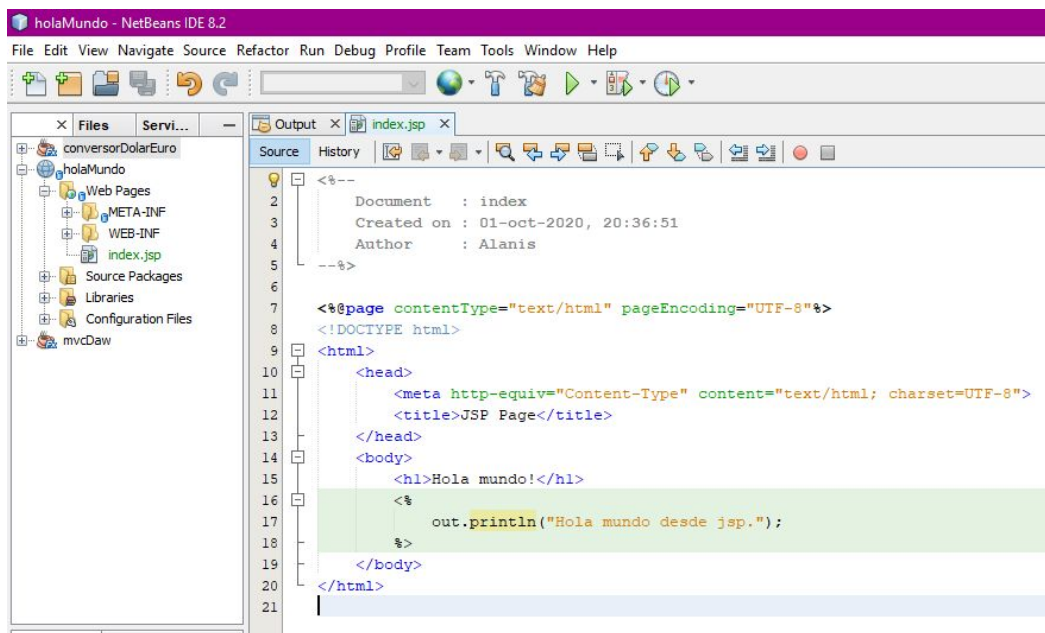 holaMundo - NetBeans IDE 8.2
File Edit View Navigate Source Refactor Run Debug Profile Team Tools Window Help
Files Servi...
conversorDolarEuro
holaMundo
Web Pages
META-INF
WEB-INF
index.jsp
Source Packages
Libraries
Configuration Files
mvcDaw
Output index.jsp
Source History
<%--
2 Document : index
3 Created on : 01-oct-2020, 20:36:51
4 Author : Alanis
5 --%>
6
7 <%@page contentType="text/html" pageEncoding="UTF-8"%>
8 <!DOCTYPE html>
9 <html>
10 <head>
11 <meta http-equiv="Content-Type" content="text/html; charset=UTF-8">
12 <title>JSP Page</title>
13 </head>
14 <body>
15 <h1>Hola mundo!</h1>
16 <%
17 out.println("Hola mundo desde jsp.");
18 %>
19 </body>
20 </html>
21